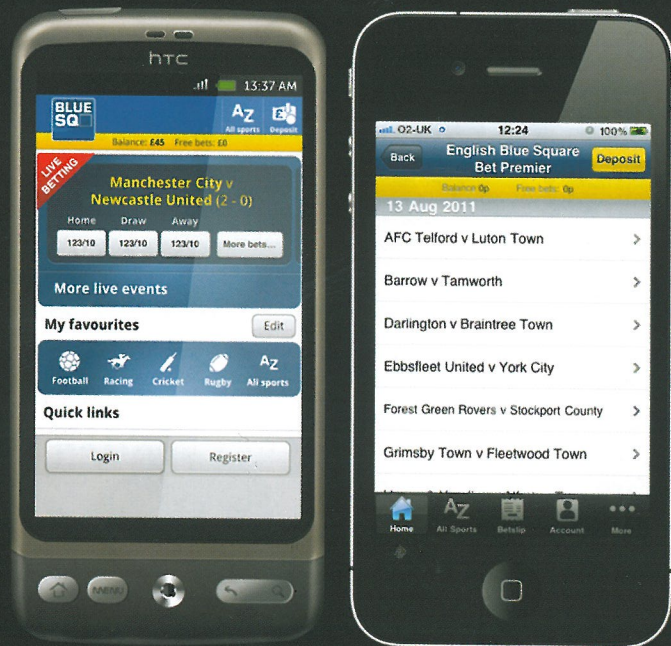 hTC
13:37 AM
BLUE
SQ
AZ
All sports
£
Deposit
Balance: £45 Free bets: £0
LIVE
BETTING
Manchester City v
Newcastle United (2 - 0)
Home Draw Away
123/10 123/10 123/10 More bets...
More live events
My favourites Edit
Football Racing Cricket Rugby AZ All sports
Quick links
Login Register
MENU
O2-UK 12:24 100%
Back
English Blue Square
Bet Premier
Deposit
Balance: 0p Free bets: 0p
13 Aug 2011
AFC Telford v Luton Town
Barrow v Tamworth
Darlington v Braintree Town
Ebbsfleet United v York City
Forest Green Rovers v Stockport County
Grimsby Town v Fleetwood Town
AZ
Home All Sports Betslip Account More